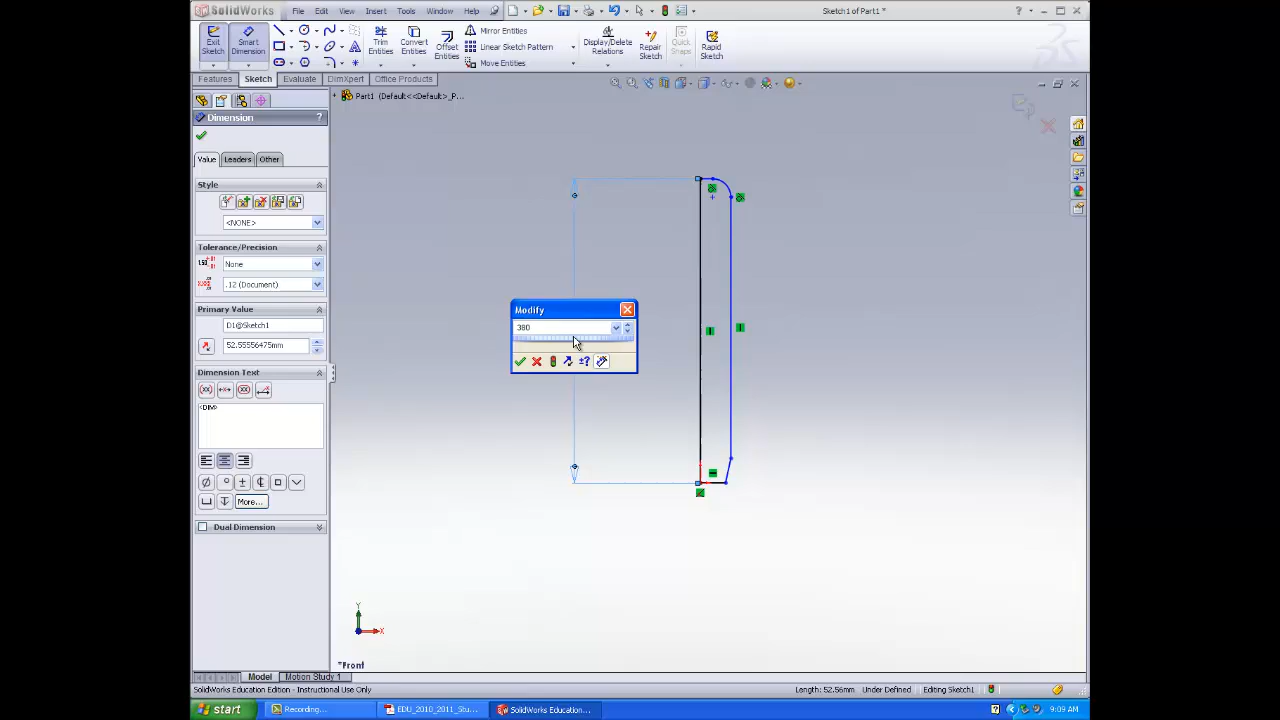 SolidWorks
File Edit View Insert Tools Window Help
Sketch1 of Part1 *
Exit Sketch
Smart Dimension
Trim Entities
Convert Entities
Offset Entities
Mirror Entities
Linear Sketch Pattern
Move Entities
Display/Delete Relations
Repair Sketch
Quick Snaps
Rapid Sketch
Features Sketch Evaluate DimXpert Office Products
Part1 (Default<<Default>_P...
Dimension ?
Value Leaders Other
Style
<NONE>
Tolerance/Precision
None
.12 (Document)
Primary Value
D1@Sketch1
52.55556475mm
Dimension Text
<DIM>
More...
Dual Dimension
Modify
380
Y
X
*Front
Model Motion Study 1
SolidWorks Education Edition - Instructional Use Only
Length: 52.56mm Under Defined Editing Sketch1
start Recording... EDU_2010_2011_Stu... SolidWorks Education... 9:09 AM